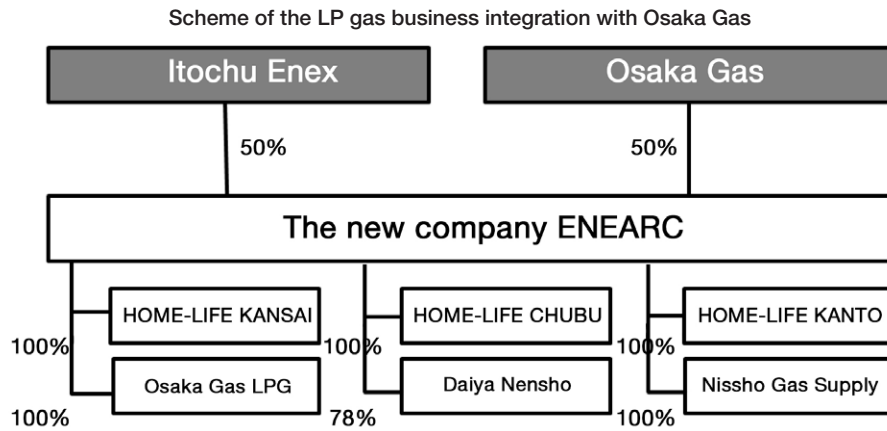 Scheme of the LP gas business integration with Osaka Gas
Itochu Enex
Osaka Gas
50%
50%
The new company ENEARC
HOME-LIFE KANSAI
HOME-LIFE CHUBU
HOME-LIFE KANTO
100%
100%
100%
Osaka Gas LPG
Daiya Nensho
Nissho Gas Supply
100%
78%
100%